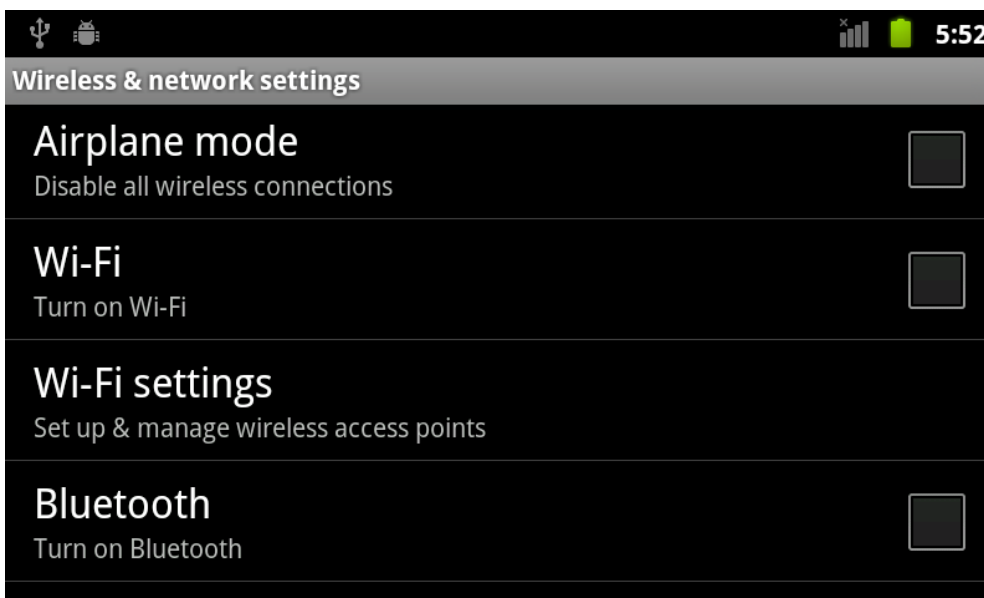 5:52
Wireless & network settings
Airplane mode
Disable all wireless connections
Wi-Fi
Turn on Wi-Fi
Wi-Fi settings
Set up & manage wireless access points
Bluetooth
Turn on Bluetooth